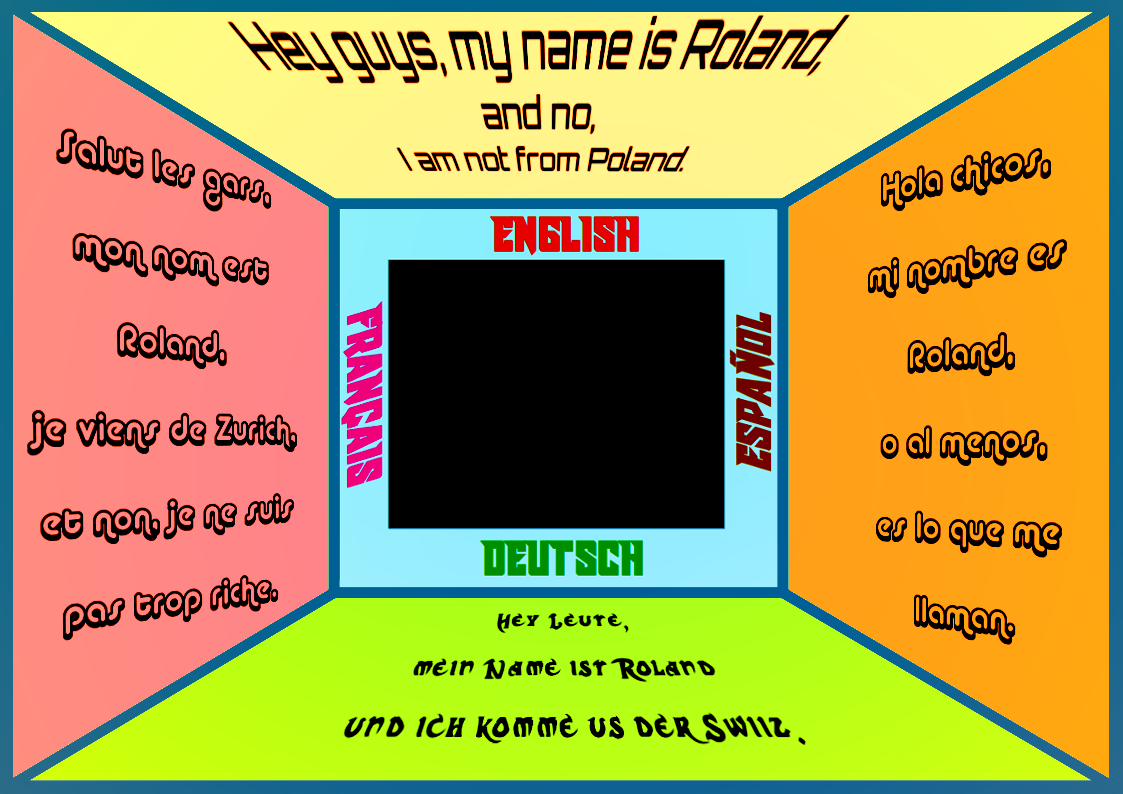 Hey guys, my name is Roland,
and no,
I am not from Poland.
Salut les gars,
mon nom est
Roland,
je viens de Zurich,
et non, je ne suis
pas trop riche.
ENGLISH
FRANÇAIS
ESPAÑOL
DEUTSCH
Hola chicos,
mi nombre es
Roland,
o al menos,
es lo que me
llaman.
Hey Leute,
mein Name ist Roland
und ich komme us der Swiiz.